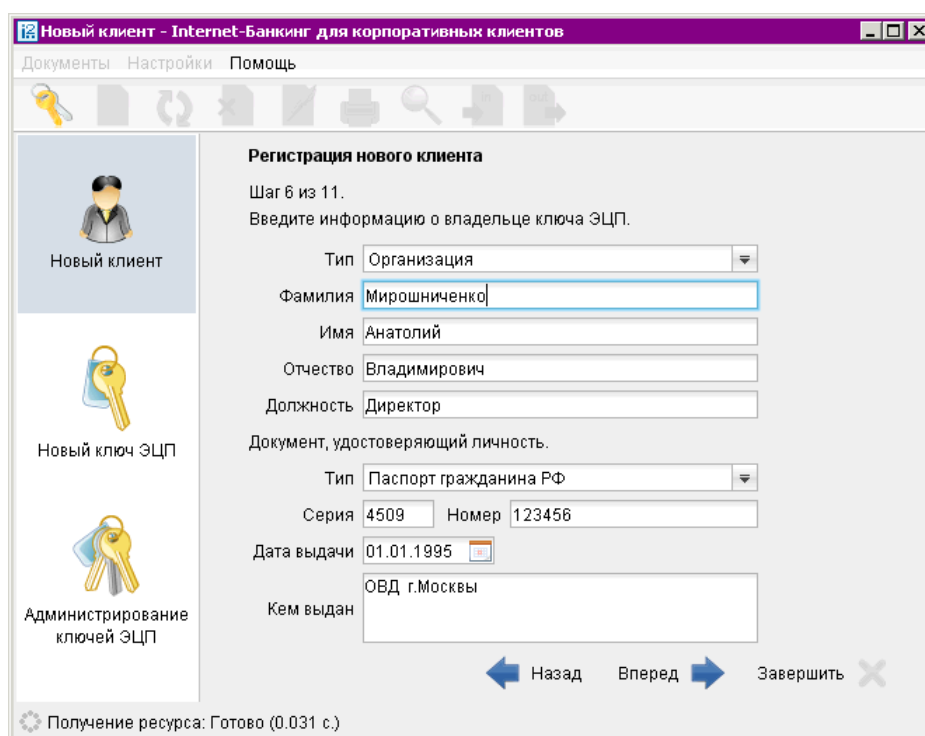 Новый клиент - Internet-Банкинг для корпоративных клиентов
Документы Настройки Помощь
Регистрация нового клиента
Шаг 6 из 11.
Введите информацию о владельце ключа ЭЦП.
Тип Организация
Новый клиент
Фамилия Мирошниченко
Имя Анатолий
Отчество Владимирович
Должность Директор
Документ, удостоверяющий личность.
Новый ключ ЭЦП
Тип Паспорт гражданина РФ
Серия 4509 Номер 123456
Дата выдачи 01.01.1995
Кем выдан ОВД г.Москвы
Администрирование
ключей ЭЦП
Назад Вперед Завершить
Получение ресурса: Готово (0.031 с.)